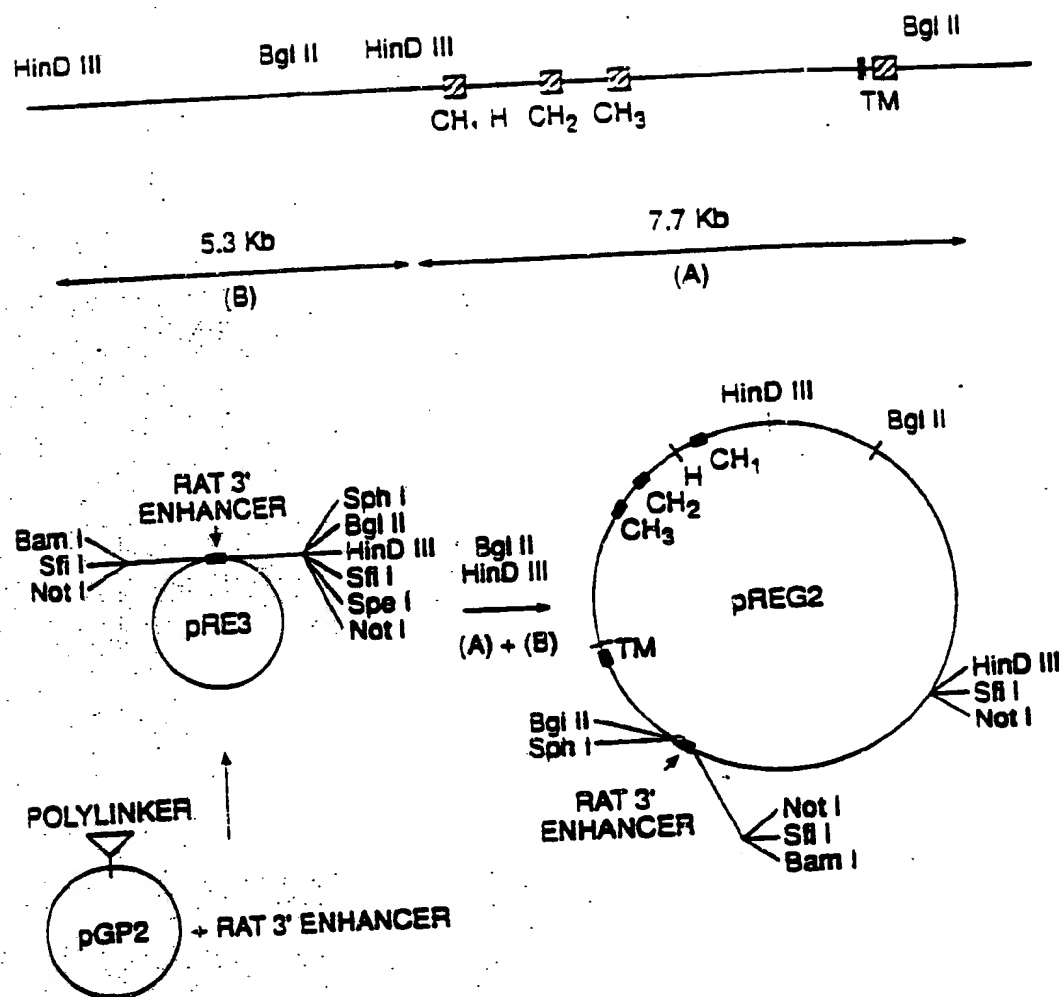 HinD III Bgl II HinD III Bgl II
CH₁ H CH₂ CH₃ TM
5.3 Kb 7.7 Kb
(B) (A)
RAT 3'
ENHANCER
Bam I
Sfi I
Not I
pRE3
Sph I
Bgl II
HinD III
Sfi I
Spe I
Not I
Bgl II
HinD III
(A) + (B)
HinD III
Bgl II
CH₁
H
CH₂
CH₃
pREG2
TM
HinD III
Sfi I
Not I
Bgl II
Sph I
RAT 3'
ENHANCER
Not I
Sfi I
Bam I
POLYLINKER
pGP2
+ RAT 3' ENHANCER